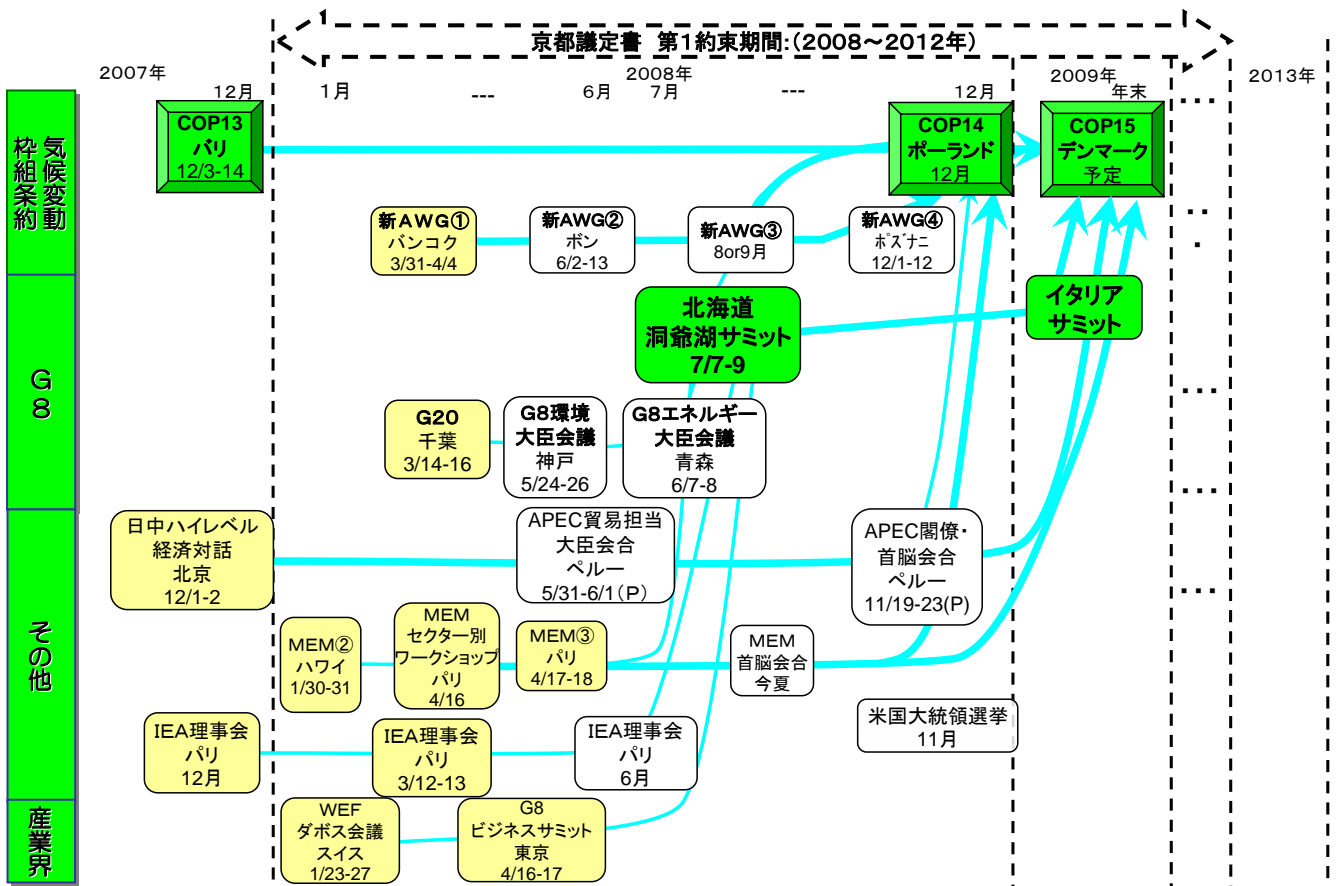 京都議定書 第1約束期間:(2008～2012年)
2007年
2008年
2009年
2013年
12月
1月
---
6月
7月
---
12月
年末
気候変動
枠組条約
COP13
バリ
12/3-14
COP14
ポーランド
12月
COP15
デンマーク
予定
…
新AWG①
バンコク
3/31-4/4
新AWG②
ボン
6/2-13
新AWG③
8or9月
新AWG④
ポズナニ
12/1-12
‥
.
G8
北海道
洞爺湖サミット
7/7-9
イタリア
サミット
G20
千葉
3/14-16
G8環境
大臣会議
神戸
5/24-26
G8エネルギー
大臣会議
青森
6/7-8
…
…
その他
日中ハイレベル
経済対話
北京
12/1-2
APEC貿易担当
大臣会合
ペルー
5/31-6/1(P)
APEC閣僚・
首脳会合
ペルー
11/19-23(P)
…
MEM②
ハワイ
1/30-31
MEM
セクター別
ワークショップ
パリ
4/16
MEM③
パリ
4/17-18
MEM
首脳会合
今夏
米国大統領選挙
11月
IEA理事会
パリ
12月
IEA理事会
パリ
3/12-13
IEA理事会
パリ
6月
産業界
WEF
ダボス会議
スイス
1/23-27
G8
ビジネスサミット
東京
4/16-17